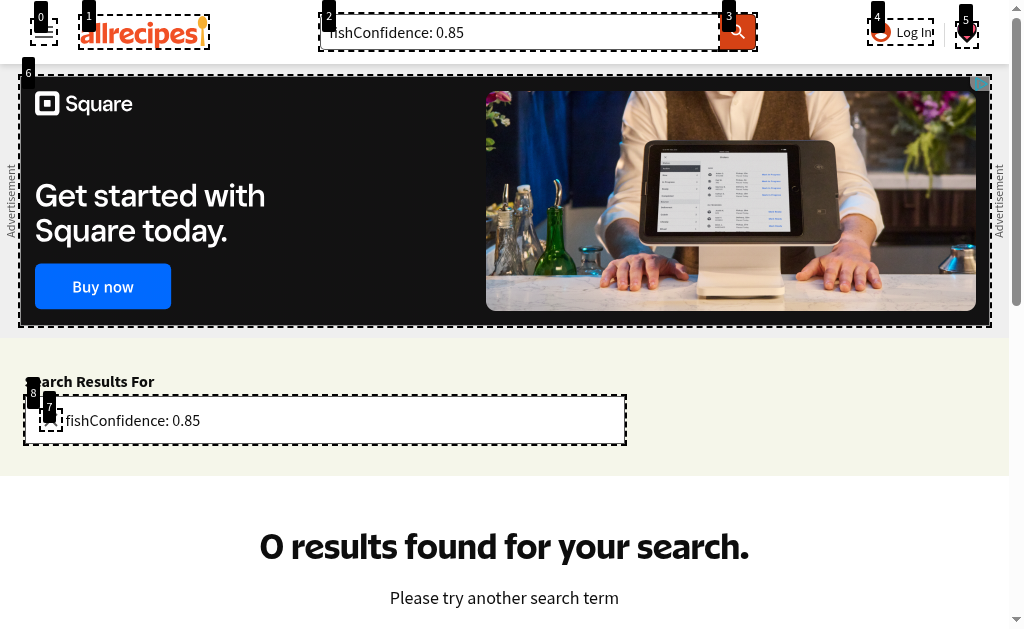 0
1
allrecipes
2
fishConfidence: 0.85
3
4
Log In
5
6
Square
Get started with
Square today.
Buy now
Advertisement
Advertisement
Search Results For
8
7
fishConfidence: 0.85
0 results found for your search.
Please try another search term